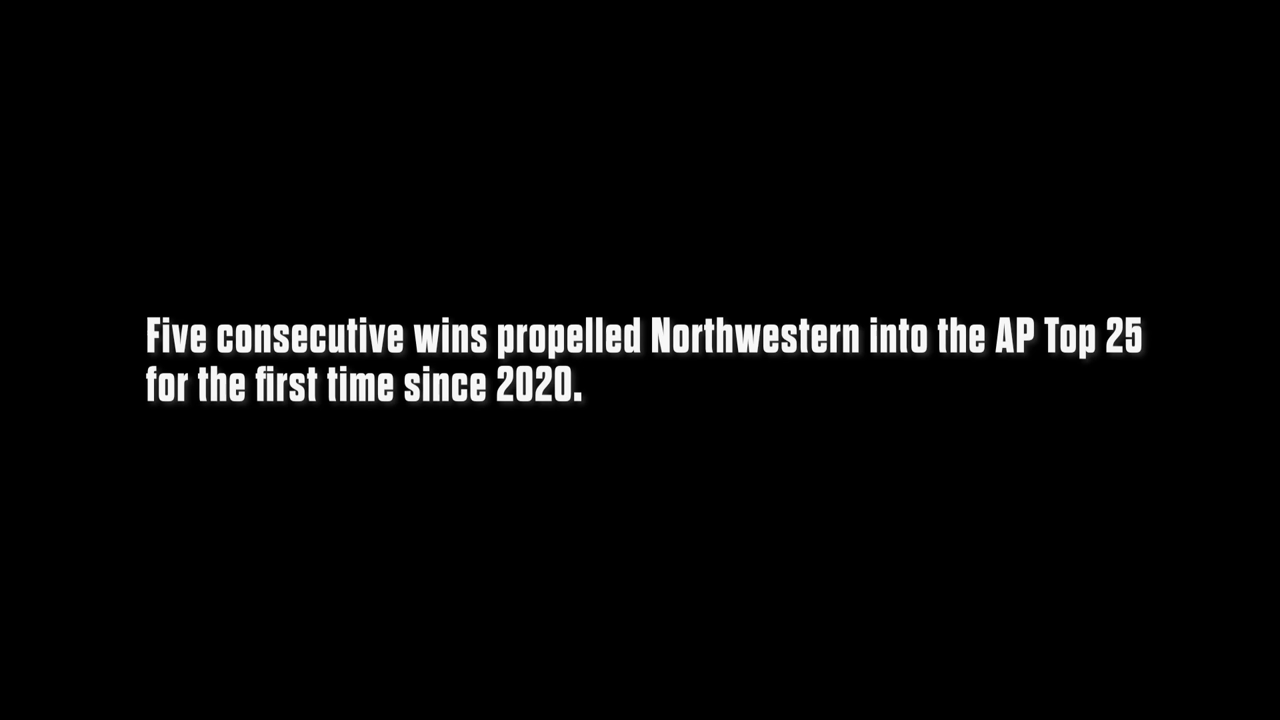 Five consecutive wins propelled Northwestern into the AP Top 25
for the first time since 2020.